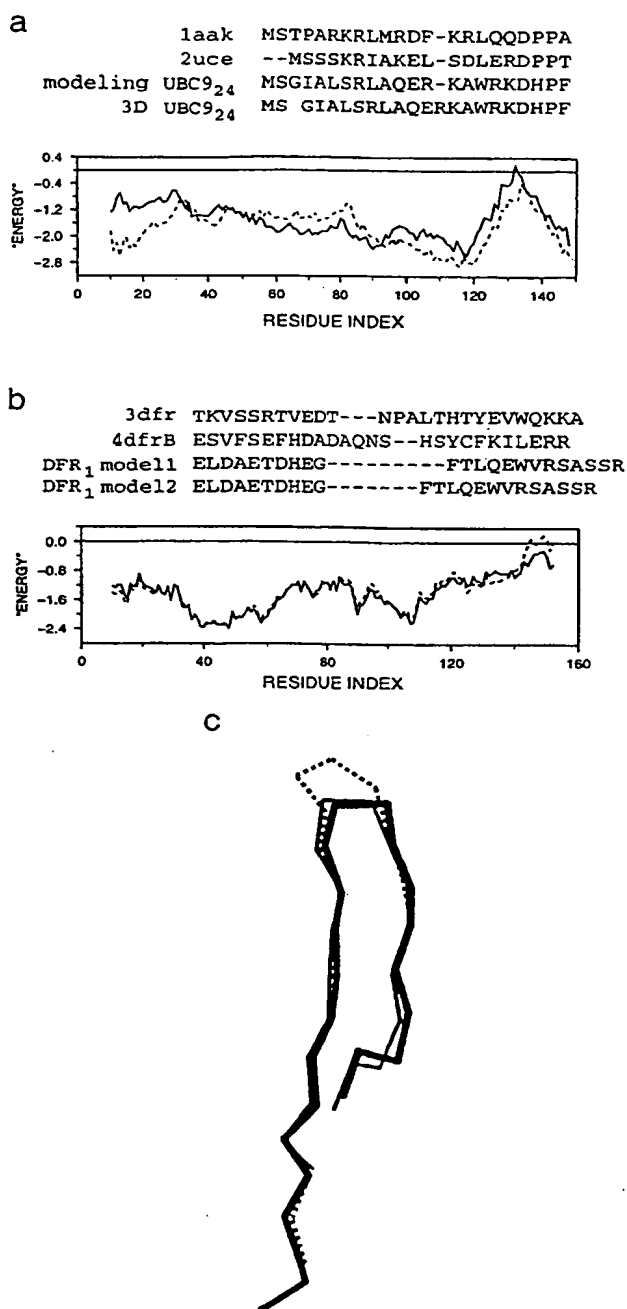 a
1aak MSTPARKRLMRDF-KRLQQDPPA
2uce --MSSSKRIAKEL-SDLERDPPT
modeling UBC9₂₄ MSGIALSRLAQER-KAWRKDHPF
3D UBC9₂₄ MS GIALSRLAQERKAWRKDHPF
0.4
-0.4
-1.2
-2.0
-2.8
"ENERGY"
0 20 40 60 80 100 120 140
RESIDUE INDEX
b
3dfr TKVSSRTVEDT---NPALTHTYEVWQKKA
4dfrB ESVFSEFHDADAQNS--HSYCFKILERR
DFR₁ model1 ELDAETDHEG---------FTLQEWVRSASSR
DFR₁ model2 ELDAETDHEG-------FTLQEWVRSASSR
0.0
-0.8
-1.6
-2.4
"ENERGY"
0 40 80 120 160
RESIDUE INDEX
c